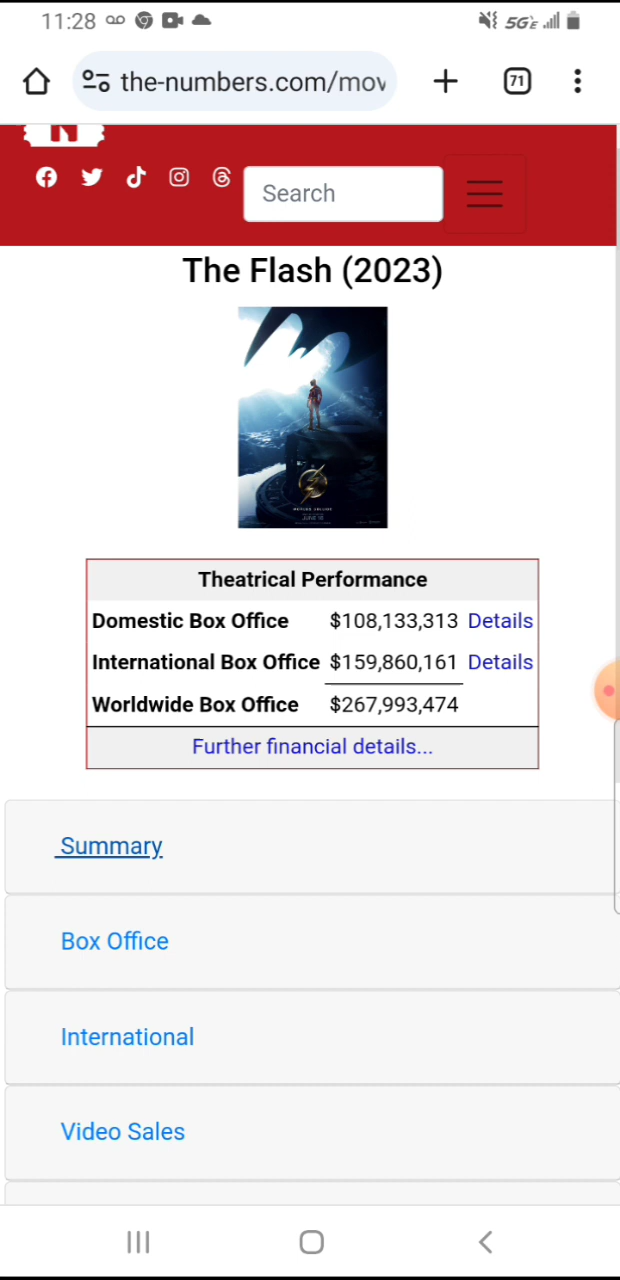 11:28
5GE
the-numbers.com/mov
71
N
Search
The Flash (2023)
Theatrical Performance
Domestic Box Office $108,133,313 Details
International Box Office $159,860,161 Details
Worldwide Box Office $267,993,474
Further financial details...
Summary
Box Office
International
Video Sales